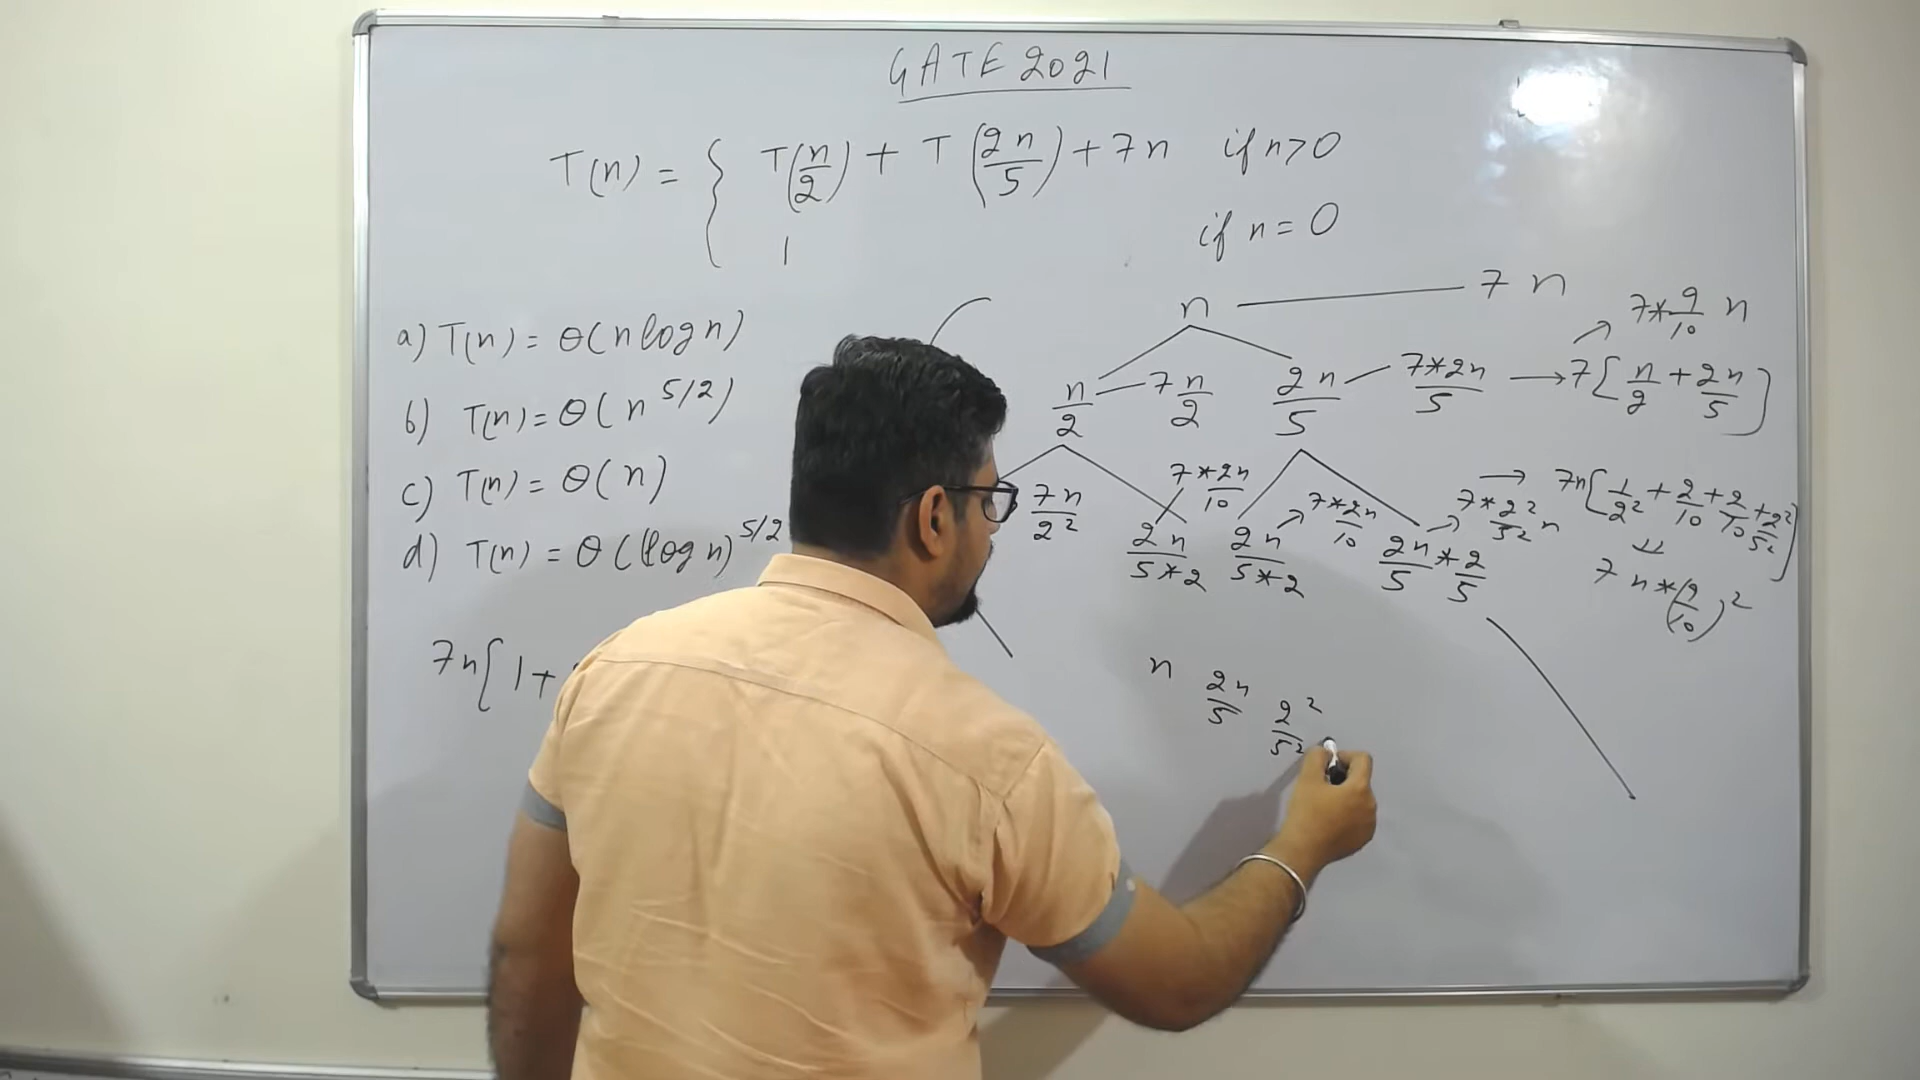 GATE 2021
T(n) = { T(n/2) + T(2n/5) + 7n if n>0
1 if n = 0
a) T(n) = θ(n log n)
b) T(n) = θ(n^5/2)
c) T(n) = θ(n)
d) T(n) = θ(log n)^5/2
7n[1+
n 7n
7*9/10 n
n/2 7n/2 2n/5 7*2n/5 → 7[n/2 + 2n/5]
7n/2² 7*2n/10 7*2n/10 7*2²/5² n → 7n[1/2² + 2/10 + 2/10 + 2²/5²]
2n/5*2 2n/5*2 2n/5 * 2/5
7n*(9/10)²
n 2n/5 2²/5²